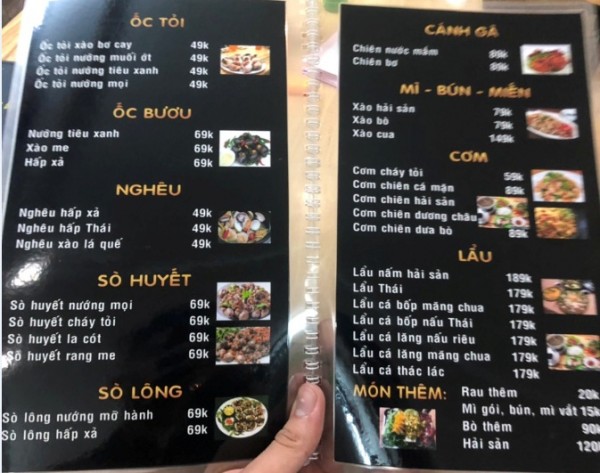 ỐC TỎI
Ốc tỏi xào bơ cay 49k
Ốc tỏi nướng muối ớt 49k
Ốc tỏi nướng tiêu xanh 49k
Ốc tỏi nướng mọi 49k
ỐC BƯƠU
Nướng tiêu xanh 69k
Xào me 69k
Hấp xả 69k
NGHÊU
Nghêu hấp xả 49k
Nghêu hấp Thái 49k
Nghêu xào lá quế 49k
SÒ HUYẾT
Sò huyết nướng mọi 69k
Sò huyết cháy tỏi 69k
Sò huyết la cót 69k
Sò huyết rang me 69k
SÒ LÔNG
Sò lông nướng mỡ hành 69k
Sò lông hấp xả 69k
CÁNH GÀ
Chiên nước mắm 89k
Chiên bơ 89k
MÌ - BÚN - MIẾN
Xào hải sản 79k
Xào bò 79k
Xào cua 149k
CƠM
Cơm cháy tỏi 59k
Cơm chiên cá mặn 89k
Cơm chiên hải sản
Cơm chiên dương châu
Cơm chiên dưa bò 89k
LẨU
Lẩu nấm hải sản 189k
Lẩu Thái 179k
Lẩu cá bốp măng chua 179k
Lẩu cá bốp nấu Thái 179k
Lẩu cá lăng nấu riêu 179k
Lẩu cá lăng măng chua 179k
Lẩu cá thác lác 179k
MÓN THÊM: Rau thêm 20k
Mì gói, bún, mì vắt 15k
Bò thêm 90k
Hải sản 120